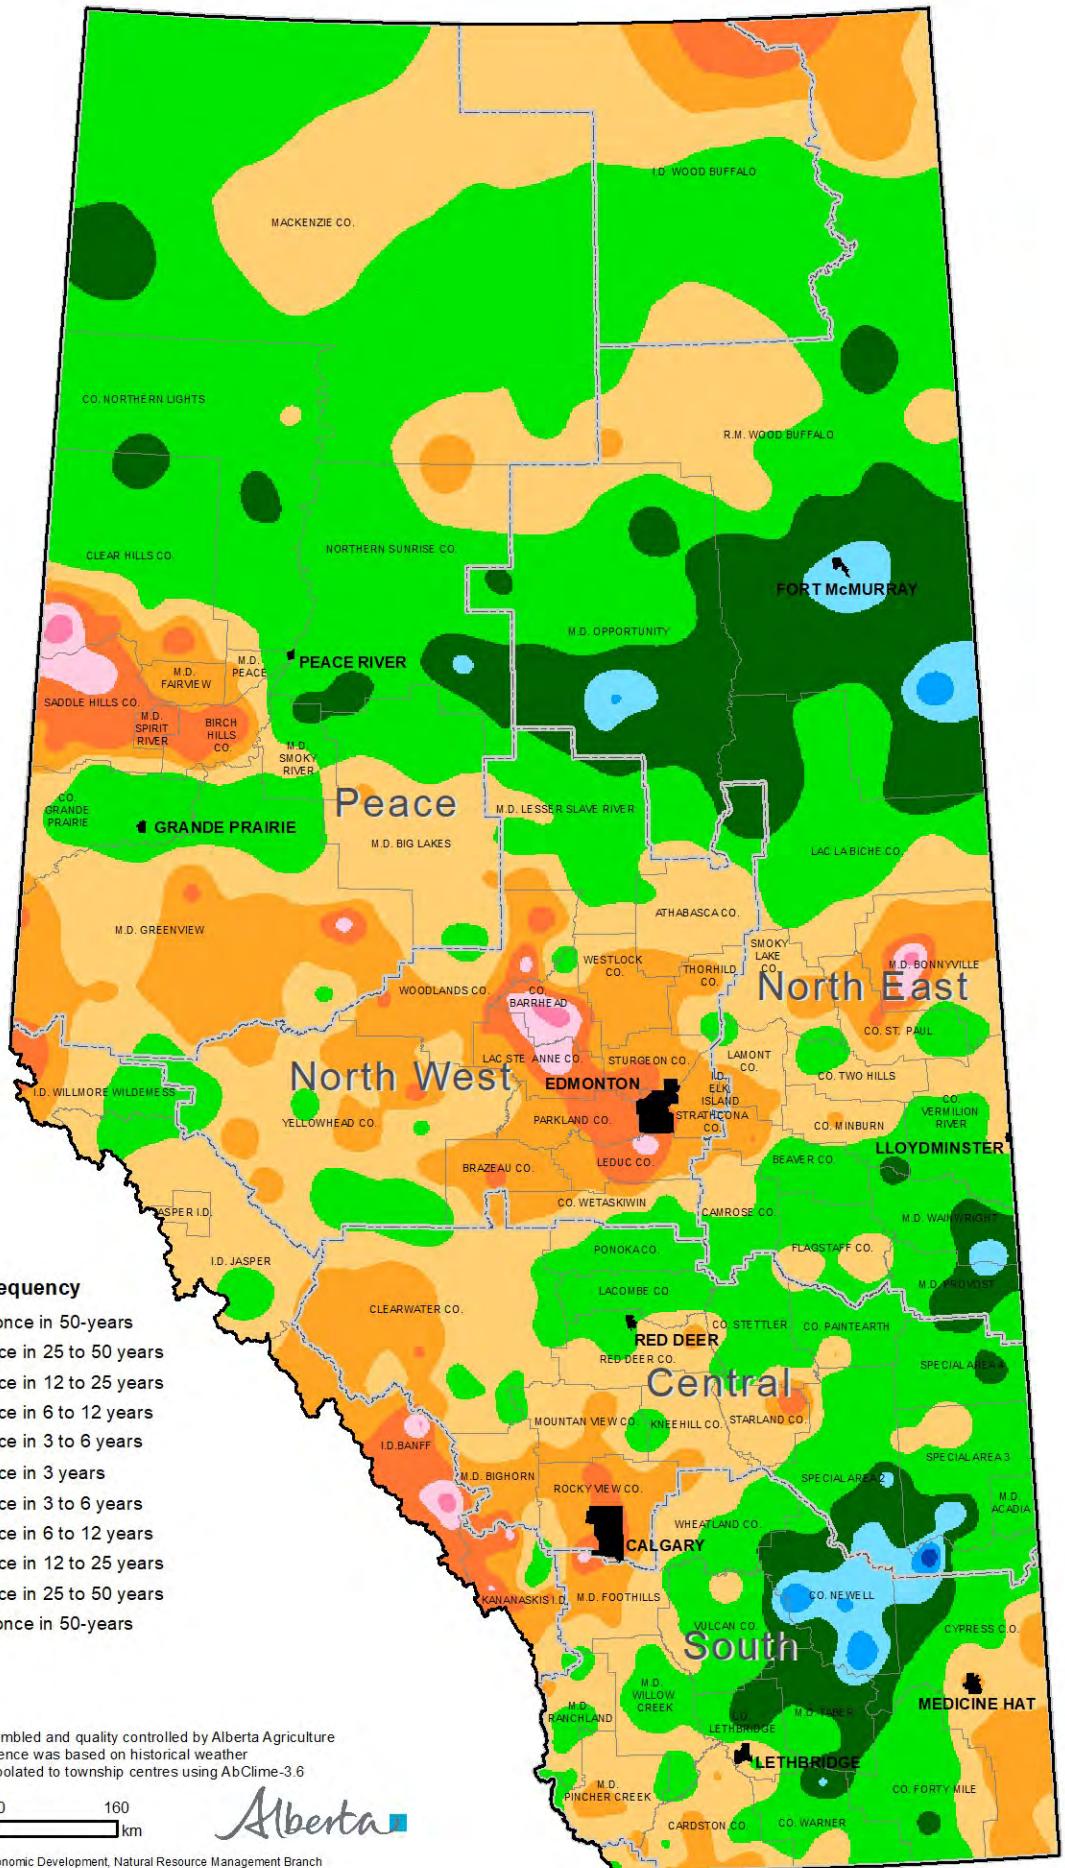 I.D. WOOD BUFFALO
MACKENZIE CO.
CO. NORTHERN LIGHTS
R.M. WOOD BUFFALO
CLEAR HILLS CO.
NORTHERN SUNRISE CO.
FORT McMURRAY
M.D. OPPORTUNITY
PEACE RIVER
M.D.
PEACE
M.D.
FAIRVIEW
SADDLE HILLS CO.
M.D.
SPIRIT
RIVER
BIRCH
HILLS
CO.
M.D.
SMOKY
RIVER
CO.
GRANDE
PRAIRIE
Peace
M.D. LESSER SLAVE RIVER
GRANDE PRAIRIE
M.D. BIG LAKES
LAC LA BICHE CO.
ATHABASCA CO.
M.D. GREENVIEW
SMOKY
LAKE
CO.
WESTLOCK
CO.
THORHILD
CO.
M.D. BONNYVILLE
North East
WOODLANDS CO.
CO.
BARRHEAD
CO. ST. PAUL
LAC STE ANNE CO.
STURGEON CO.
LAMONT
CO.
North West
EDMONTON
I.D.
ELK
ISLAND
CO. TWO HILLS
I.D. WILLMORE WILDERNESS
CO.
VERMILION
RIVER
YELLOWHEAD CO.
PARKLAND CO.
STRATHCONA
CO.
CO. MINBURN
LLOYDMINSTER
BRAZEAU CO.
LEDUC CO.
BEAVER CO.
CO. WETASKIWIN
CAMROSE CO.
M.D. WAINWRIGHT
JASPER I.D.
I.D. JASPER
PONOKA CO.
FLAGSTAFF CO.
M.D. PROVOST
LACOMBE CO.
CLEARWATER CO.
CO. STETTLER
CO. PAINTEARTH
RED DEER
RED DEER CO.
SPECIAL AREA 4
Central
MOUNTAN VIEW CO.
KNEEHILL CO.
STARLAND CO.
I.D.BANFF
SPECIAL AREA 3
M.D. BIGHORN
ROCKY VIEW CO.
SPECIAL AREA 2
M.D.
ACADIA
WHEATLAND CO.
CALGARY
KANANASKIS I.D.
M.D. FOOTHILLS
CO. NEWELL
VULCAN CO.
CYPRESS C.O.
South
M.D.
WILLOW
CREEK
M.D.
RANCHLAND
CO.
LETHBRIDGE
M.D. TABER
MEDICINE HAT
LETHBRIDGE
M.D.
PINCHER CREEK
CO. FORTY MILE
CARDSTON CO.
CO. WARNER
equency
once in 50-years
ce in 25 to 50 years
ce in 12 to 25 years
ce in 6 to 12 years
ce in 3 to 6 years
ce in 3 years
ce in 3 to 6 years
ce in 6 to 12 years
ce in 12 to 25 years
ce in 25 to 50 years
once in 50-years
mbled and quality controlled by Alberta Agriculture
ence was based on historical weather
polated to township centres using AbClime-3.6
0 160
km
Alberta
onomic Development, Natural Resource Management Branch